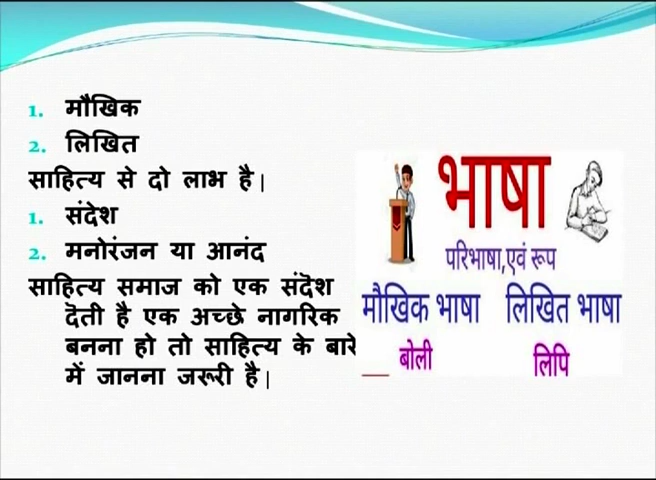 1. मौखिक
2. लिखित
साहित्य से दो लाभ है।
1. संदेश
2. मनोरंजन या आनंद
साहित्य समाज को एक संदॆश
दॆती है एक अच्छे नागरिक
बनना हो तो साहित्य के बारे
में जानना जरूरी है।
भाषा
परिभाषा,एवं रूप
मौखिक भाषा लिखित भाषा
बोली लिपि